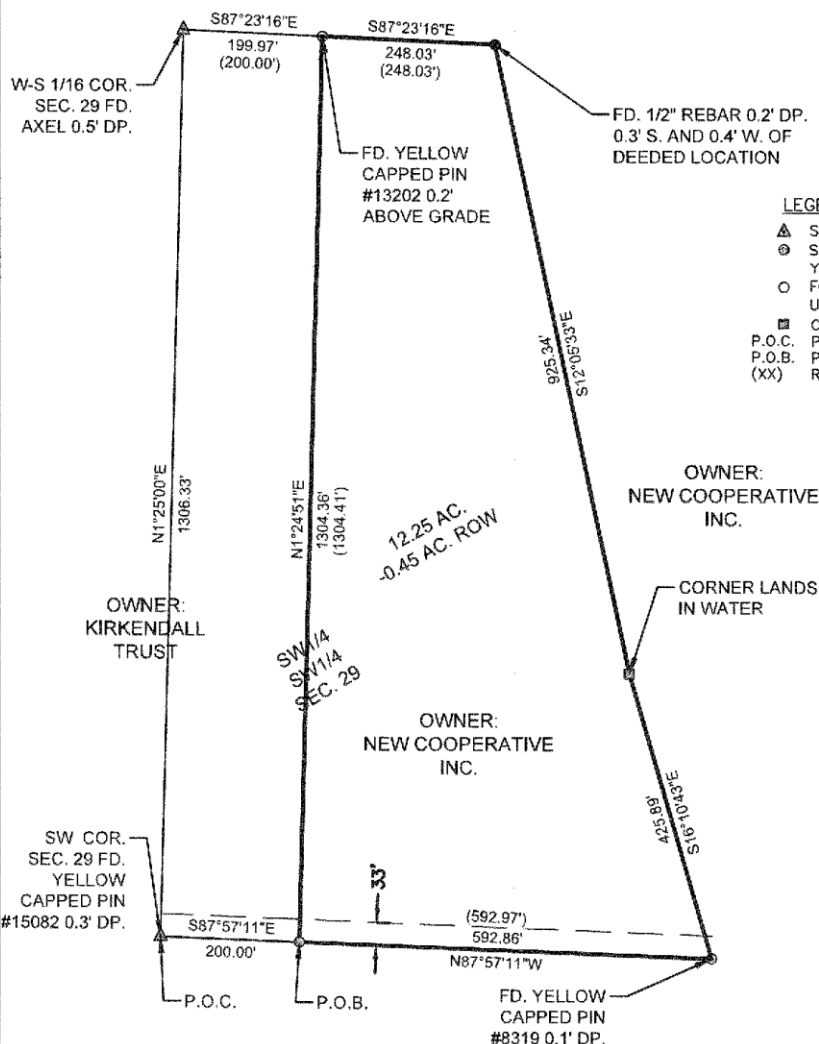 S87°23'16"E
199.97'
(200.00')
S87°23'16"E
248.03'
(248.03')
W-S 1/16 COR.
SEC. 29 FD.
AXEL 0.5' DP.
FD. YELLOW
CAPPED PIN
#13202 0.2'
ABOVE GRADE
FD. 1/2" REBAR 0.2' DP.
0.3' S. AND 0.4' W. OF
DEEDED LOCATION
S
S
Y
F
U
C
P.O.C. P
P.O.B. P
(XX) R
925.34'
S12°05'33"E
N1°25'00"E
1306.33'
N1°24'51"E
1304.36'
(1304.41')
12.25 AC.
-0.45 AC. ROW
OWNER:
NEW COOPERATIVE
INC.
CORNER LANDS
IN WATER
OWNER:
KIRKENDALL
TRUST
SW1/4
SW1/4
SEC. 29
OWNER:
NEW COOPERATIVE
INC.
425.89'
S16°10'43"E
SW COR.
SEC. 29 FD.
YELLOW
CAPPED PIN
#15082 0.3' DP.
33'
S87°57'11"E
200.00'
(592.97')
592.86'
N87°57'11"W
P.O.C.
P.O.B.
FD. YELLOW
CAPPED PIN
#8319 0.1' DP.